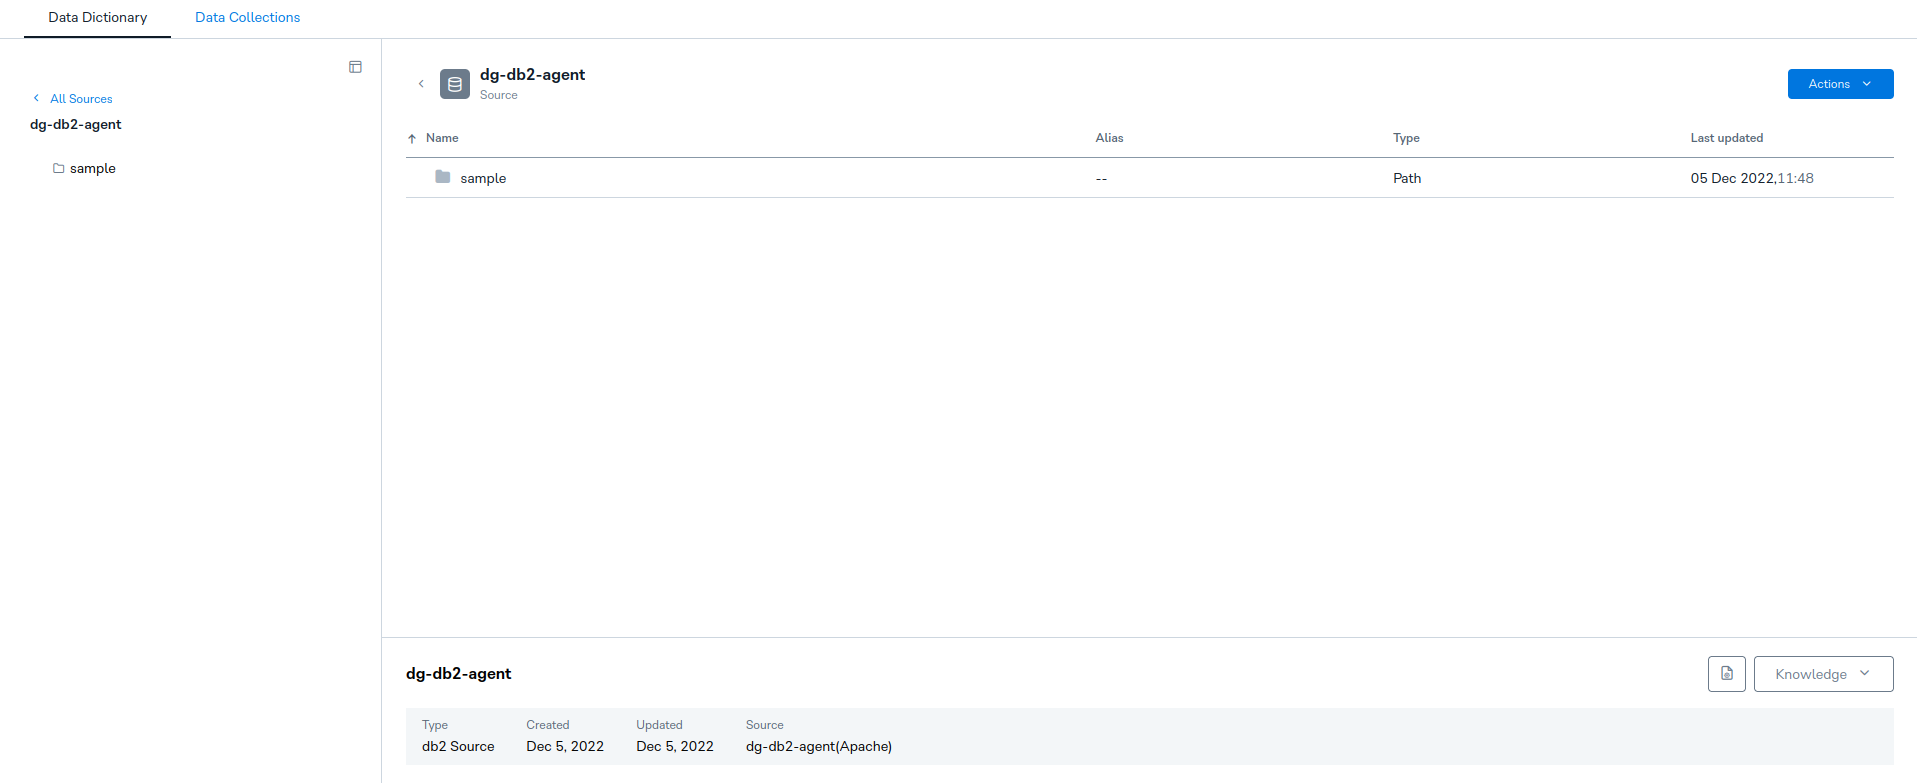 Data Dictionary Data Collections
All Sources
dg-db2-agent
sample
dg-db2-agent
Source
Actions
Name Alias Type Last updated
sample -- Path 05 Dec 2022,11:48
dg-db2-agent
Knowledge
Type Created Updated Source
db2 Source Dec 5, 2022 Dec 5, 2022 dg-db2-agent(Apache)